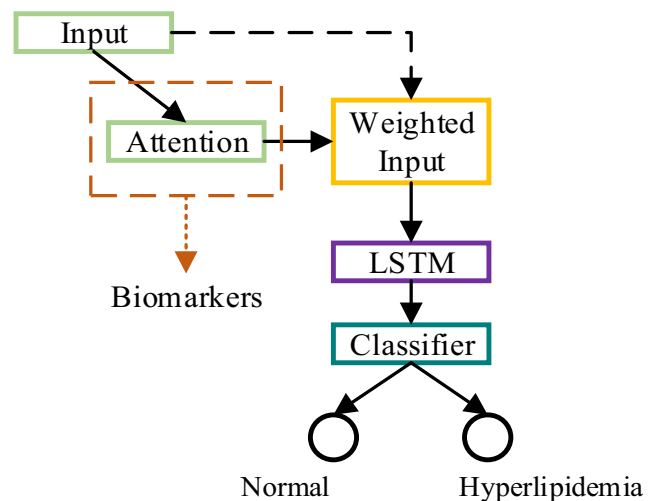 Input
Attention
Weighted
Input
Biomarkers
LSTM
Classifier
Normal
Hyperlipidemia